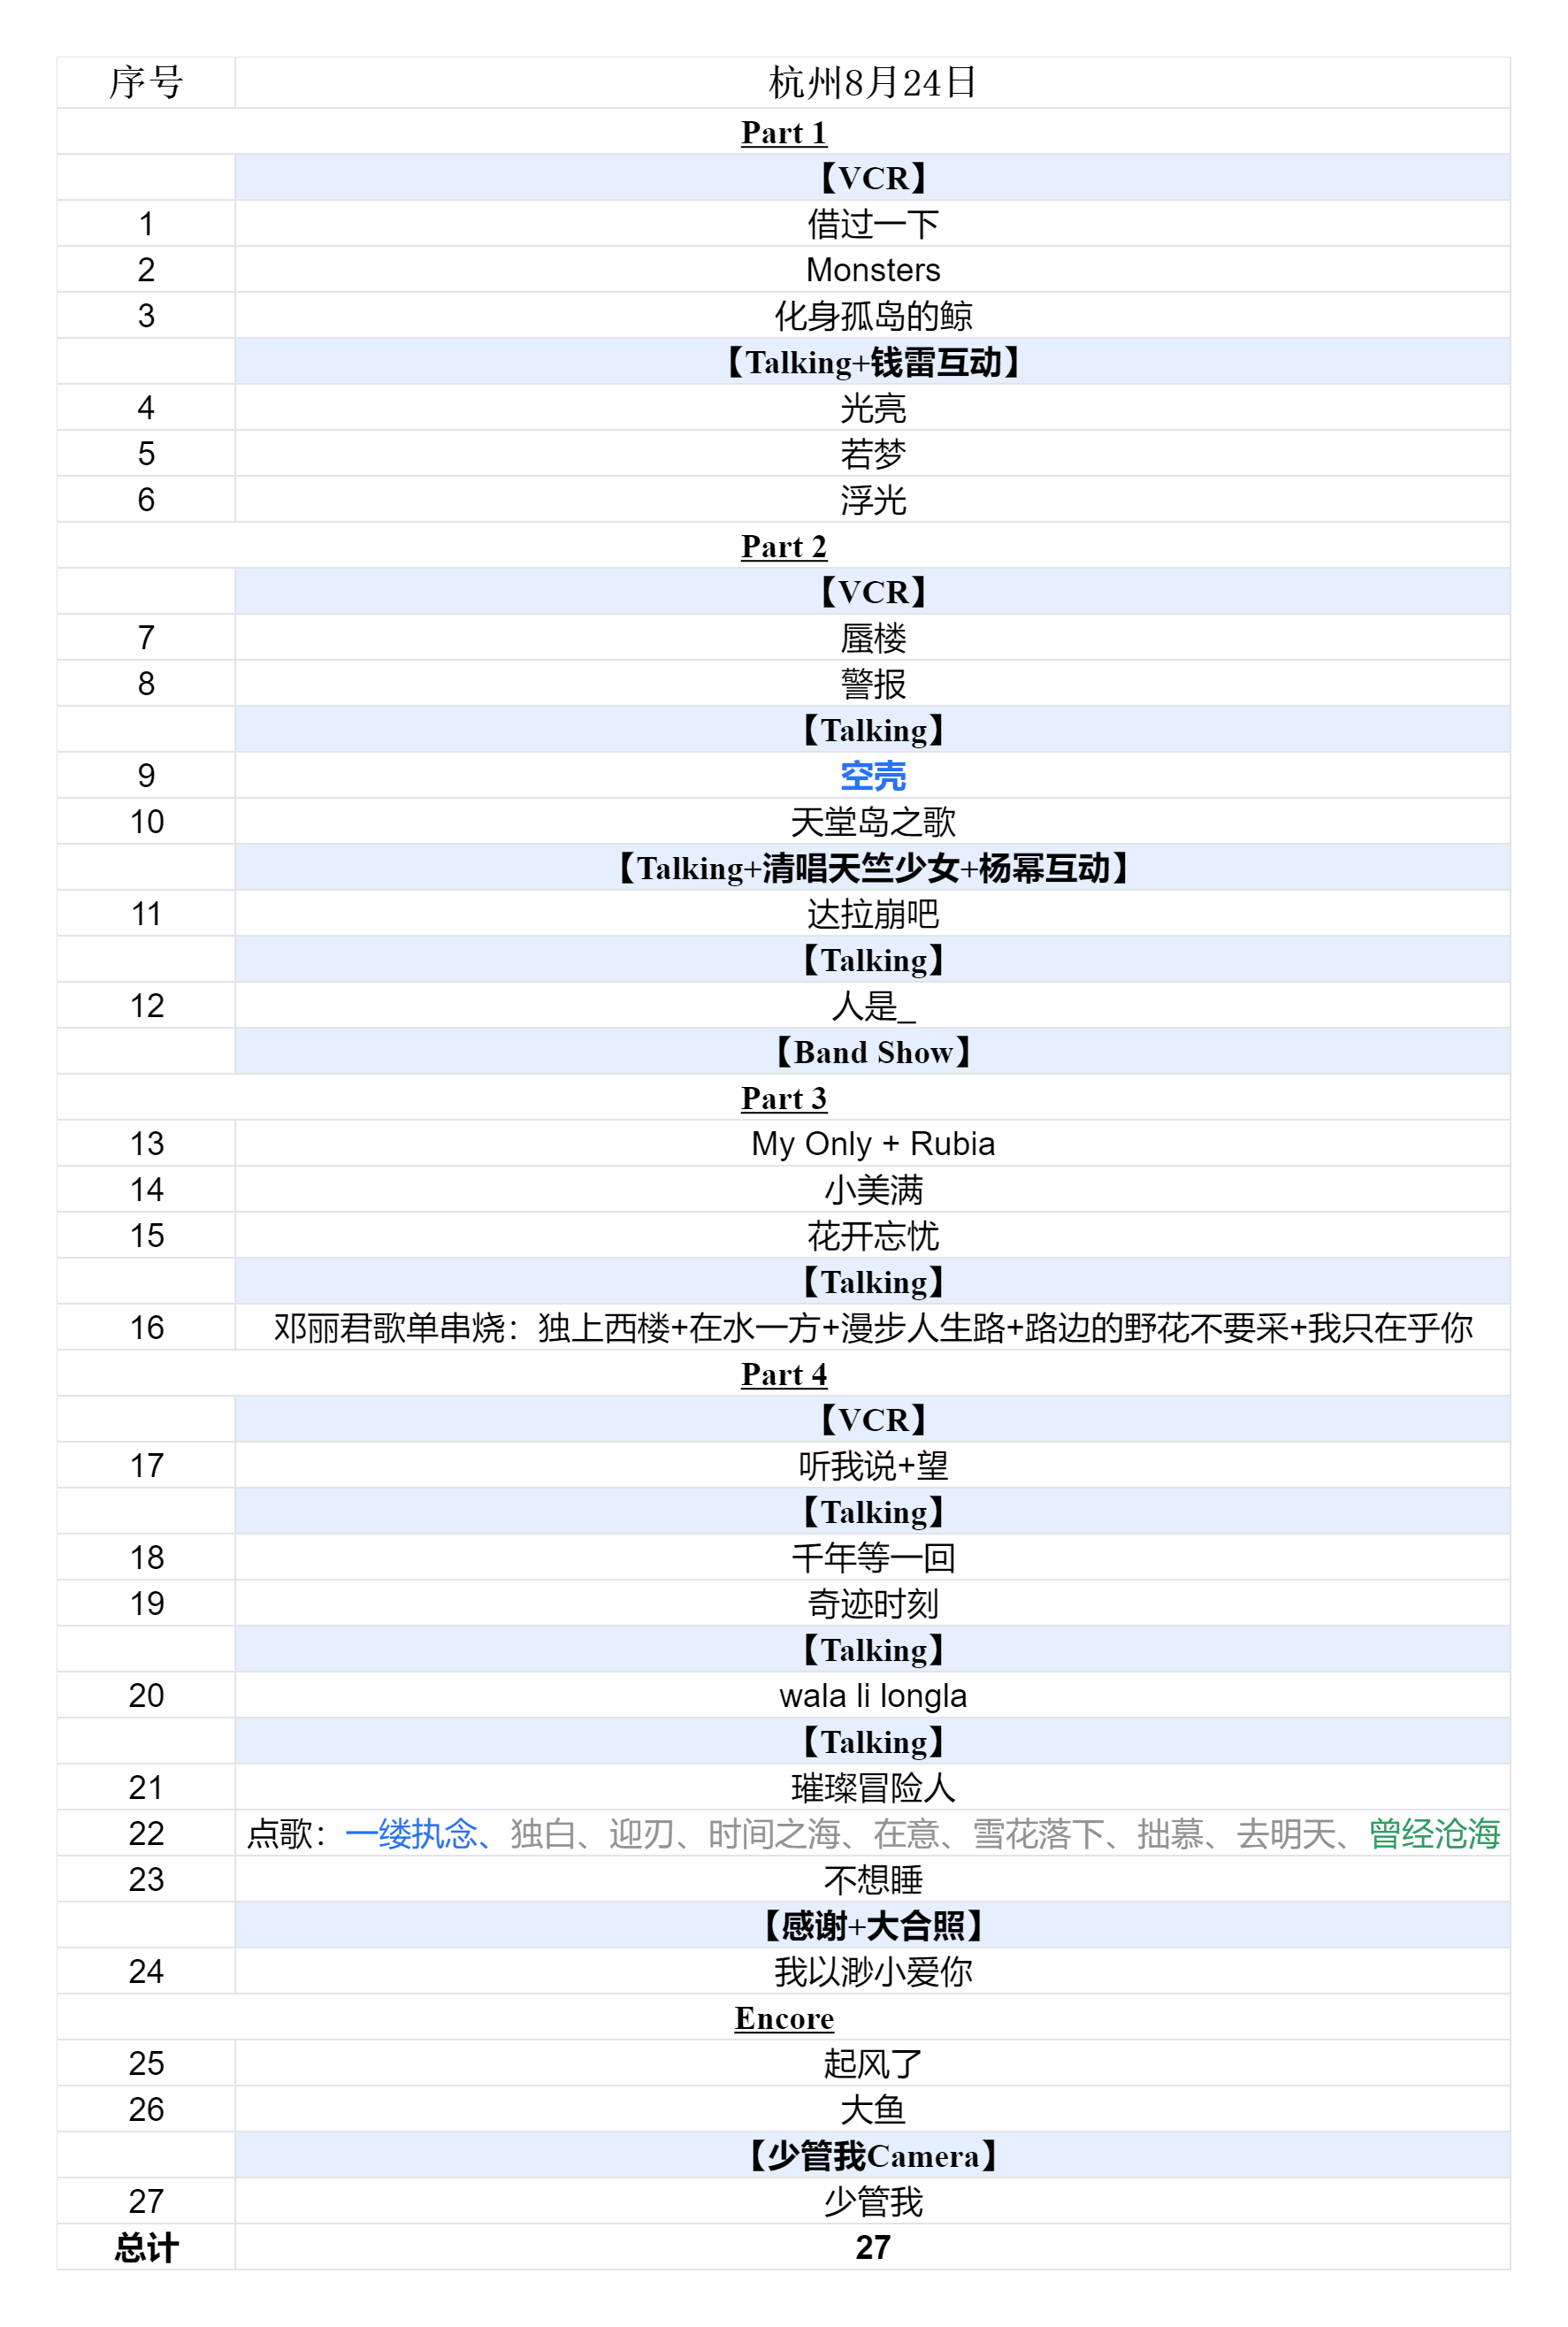 序号 杭州8月24日
Part 1
【VCR】
1 借过一下
2 Monsters
3 化身孤岛的鲸
【Talking+钱雷互动】
4 光亮
5 若梦
6 浮光
Part 2
【VCR】
7 蜃楼
8 警报
【Talking】
9 空壳
10 天堂岛之歌
【Talking+清唱天竺少女+杨幂互动】
11 达拉崩吧
【Talking】
12 人是_
【Band Show】
Part 3
13 My Only + Rubia
14 小美满
15 花开忘忧
【Talking】
16 邓丽君歌单串烧：独上西楼+在水一方+漫步人生路+路边的野花不要采+我只在乎你
Part 4
【VCR】
17 听我说+望
【Talking】
18 千年等一回
19 奇迹时刻
【Talking】
20 wala li longla
【Talking】
21 璀璨冒险人
22 点歌：一缕执念、独白、迎刃、时间之海、在意、雪花落下、拙慕、去明天、曾经沧海
23 不想睡
【感谢+大合照】
24 我以渺小爱你
Encore
25 起风了
26 大鱼
【少管我Camera】
27 少管我
总计 27